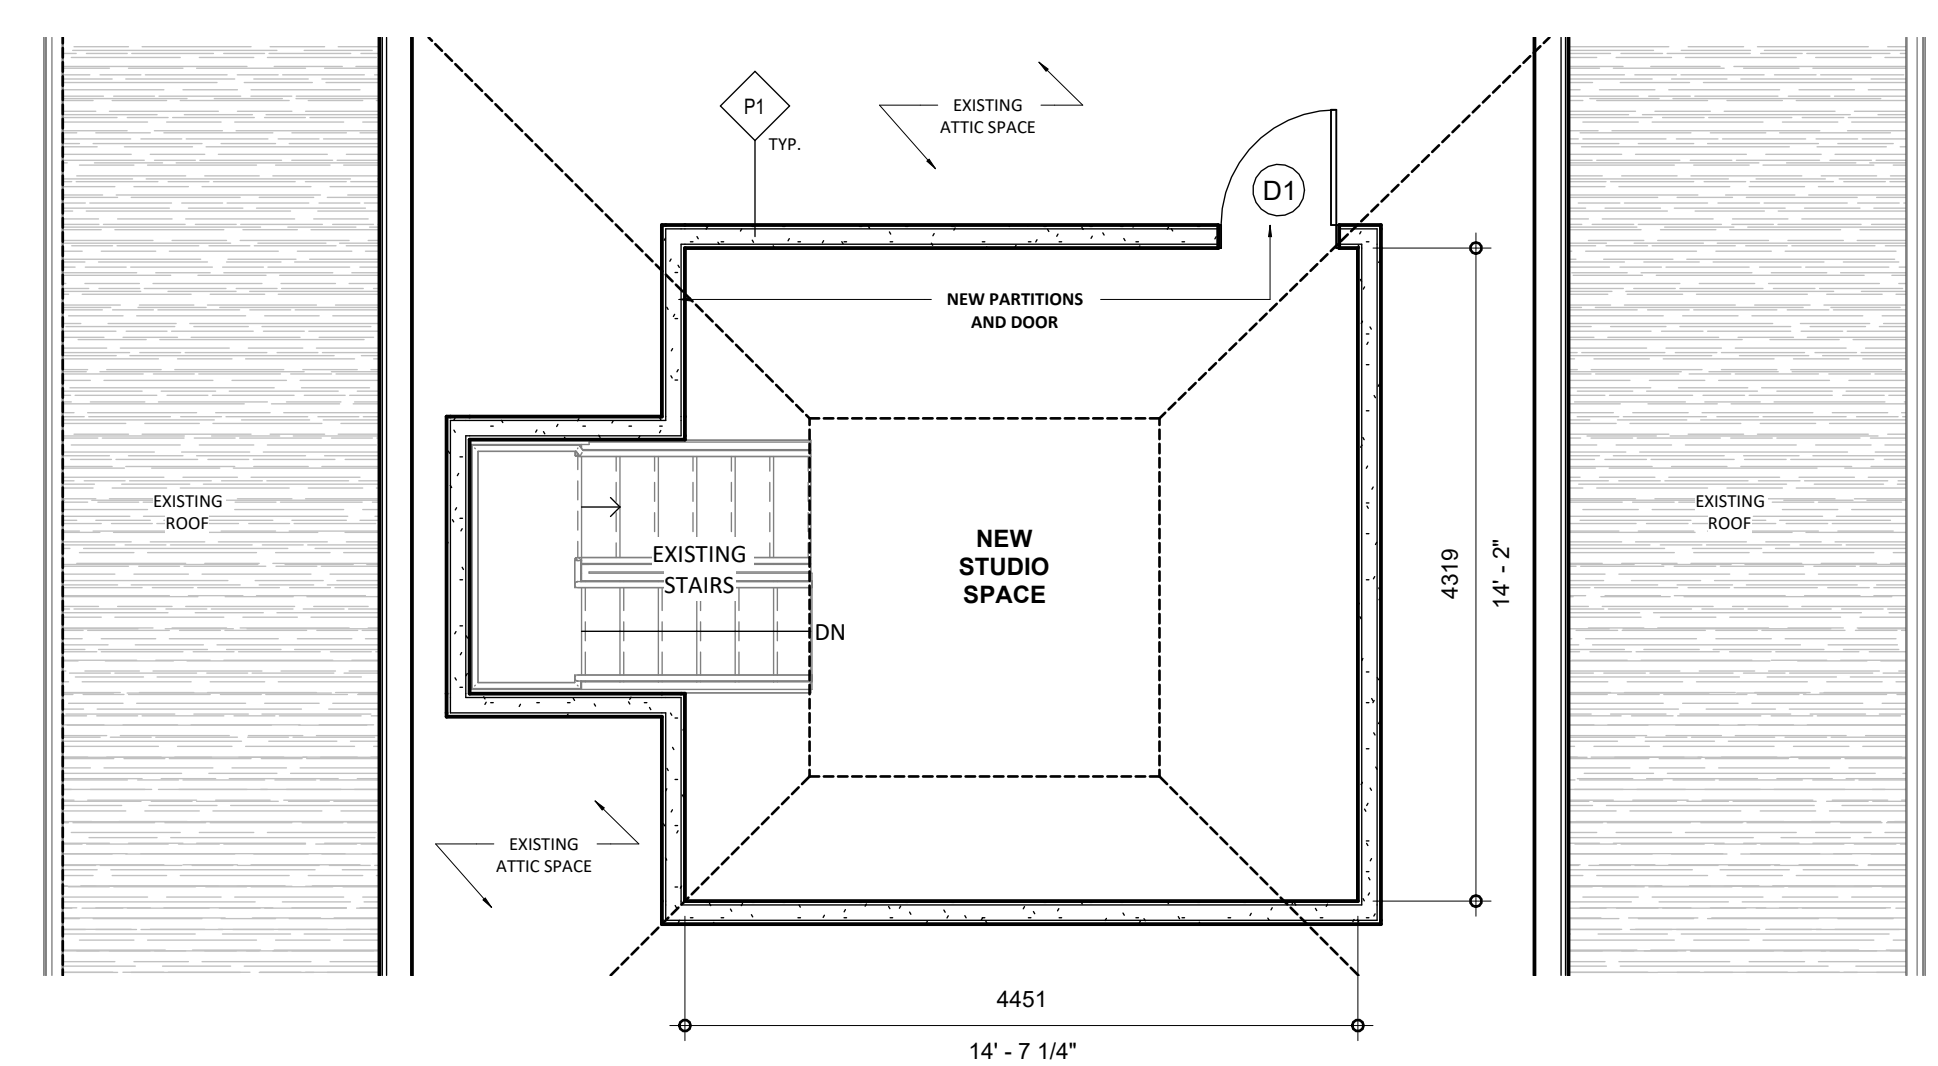 P1
TYP.
EXISTING
ATTIC SPACE
D1
NEW PARTITIONS
AND DOOR
EXISTING
ROOF
EXISTING
STAIRS
DN
NEW
STUDIO
SPACE
4319
14' - 2"
EXISTING
ROOF
EXISTING
ATTIC SPACE
4451
14' - 7 1/4"